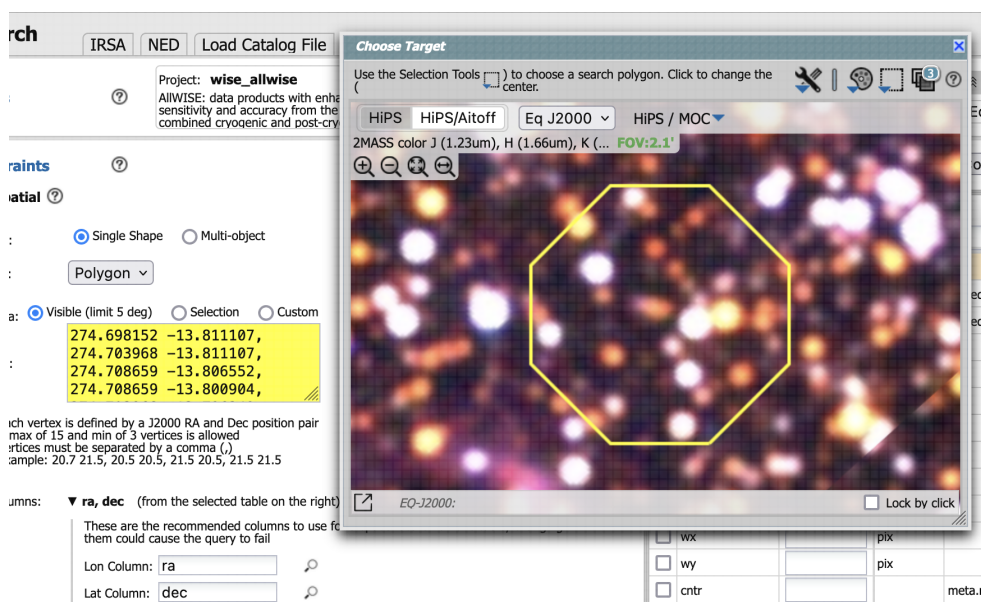 rch
IRSA NED Load Catalog File
Project: wise_allwise
AllWISE: data products with enha
sensitivity and accuracy from the
combined cryogenic and post-cry
raints
patial
Single Shape Multi-object
Polygon
a: Visible (limit 5 deg) Selection Custom
274.698152 -13.811107,
274.703968 -13.811107,
274.708659 -13.806552,
274.708659 -13.800904,
ach vertex is defined by a J2000 RA and Dec position pair
max of 15 and min of 3 vertices is allowed
ertices must be separated by a comma (,)
xample: 20.7 21.5, 20.5 20.5, 21.5 20.5, 21.5 21.5
umns: ▼ ra, dec (from the selected table on the right)
These are the recommended columns to use fo
them could cause the query to fail
Lon Column: ra
Lat Column: dec
Choose Target
Use the Selection Tools ) to choose a search polygon. Click to change the
( center.
3
HiPS HiPS/Aitoff Eq J2000 HiPS / MOC
2MASS color J (1.23um), H (1.66um), K (... FOV:2.1'
EQ-J2000: Lock by click
wx pix
wy pix
cntr meta.r